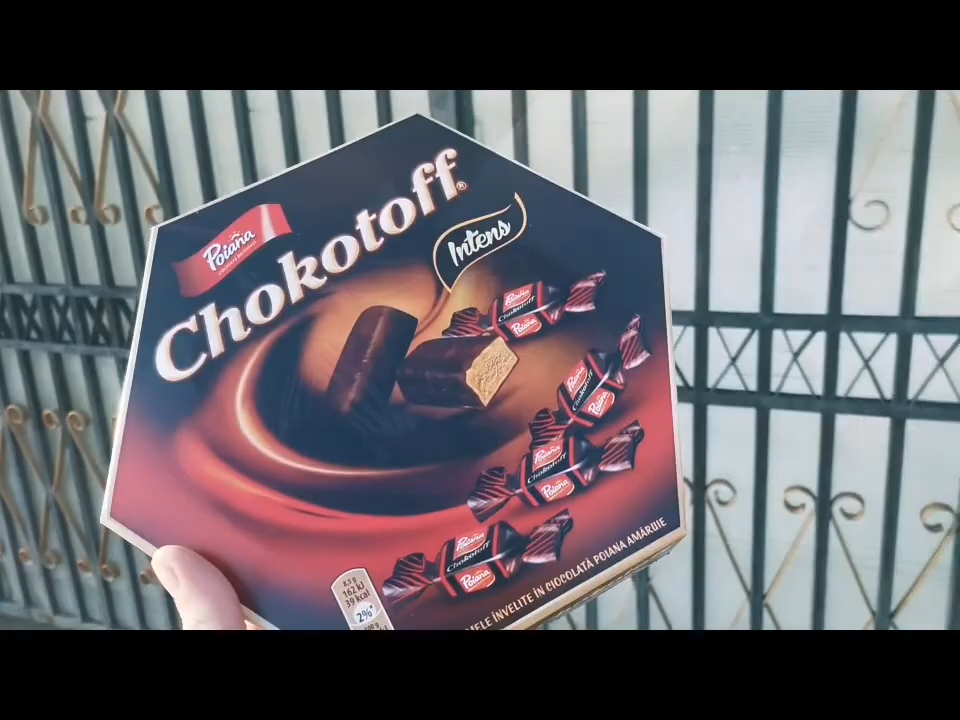 Poiana
Chokotoff®
Intens
Poiana
Chokotoff
Poiana
Poiana
Chokotoff
Poiana
Poiana
Chokotoff
Poiana
Poiana
Chokotoff
Poiana
8,5 g
162 kJ
39 kcal
2%*
ÎNVELITE ÎN CIOCOLATĂ POIANA AMĂRUIE